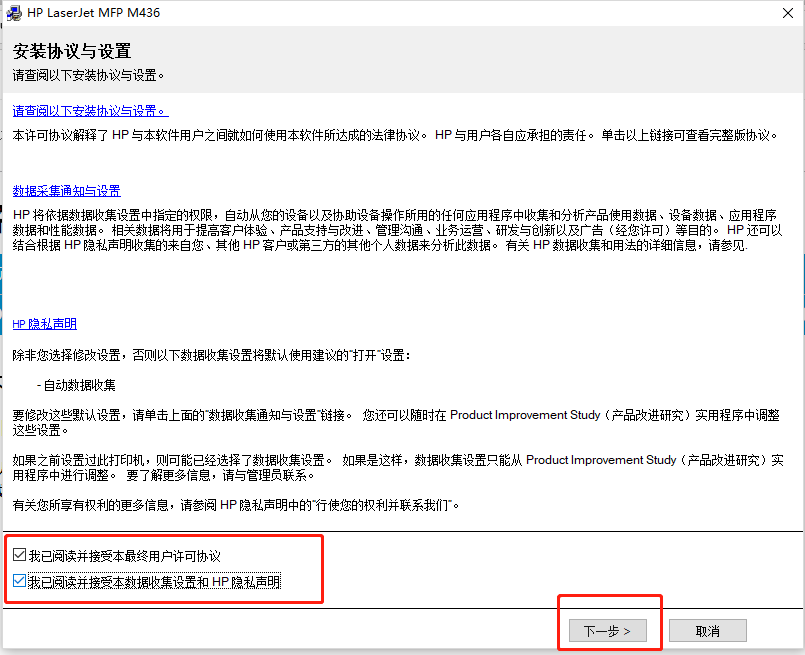 HP LaserJet MFP M436
安装协议与设置
请查阅以下安装协议与设置。
请查阅以下安装协议与设置。
本许可协议解释了 HP 与本软件用户之间就如何使用本软件所达成的法律协议。 HP 与用户各自应承担的责任。 单击以上链接可查看完整版协议。
数据采集通知与设置
HP 将依据数据收集设置中指定的权限，自动从您的设备以及协助设备操作所用的任何应用程序中收集和分析产品使用数据、设备数据、应用程序
数据和性能数据。 相关数据将用于提高客户体验、产品支持与改进、管理沟通、业务运营、研发与创新以及广告（经您许可）等目的。 HP 还可以
结合根据 HP 隐私声明收集的来自您、其他 HP 客户或第三方的其他个人数据来分析此数据。 有关 HP 数据收集和用法的详细信息，请参见.
HP 隐私声明
除非您选择修改设置，否则以下数据收集设置将默认使用建议的"打开"设置：
- 自动数据收集
要修改这些默认设置，请单击上面的"数据收集通知与设置"链接。 您还可以随时在 Product Improvement Study（产品改进研究）实用程序中调整
这些设置。
如果之前设置过此打印机，则可能已经选择了数据收集设置。 如果是这样，数据收集设置只能从 Product Improvement Study（产品改进研究）实
用程序中进行调整。 要了解更多信息，请与管理员联系。
有关您所享有权利的更多信息，请参阅 HP 隐私声明中的"行使您的权利并联系我们"。
我已阅读并接受本最终用户许可协议
我已阅读并接受本数据收集设置和 HP 隐私声明
下一步 >
取消